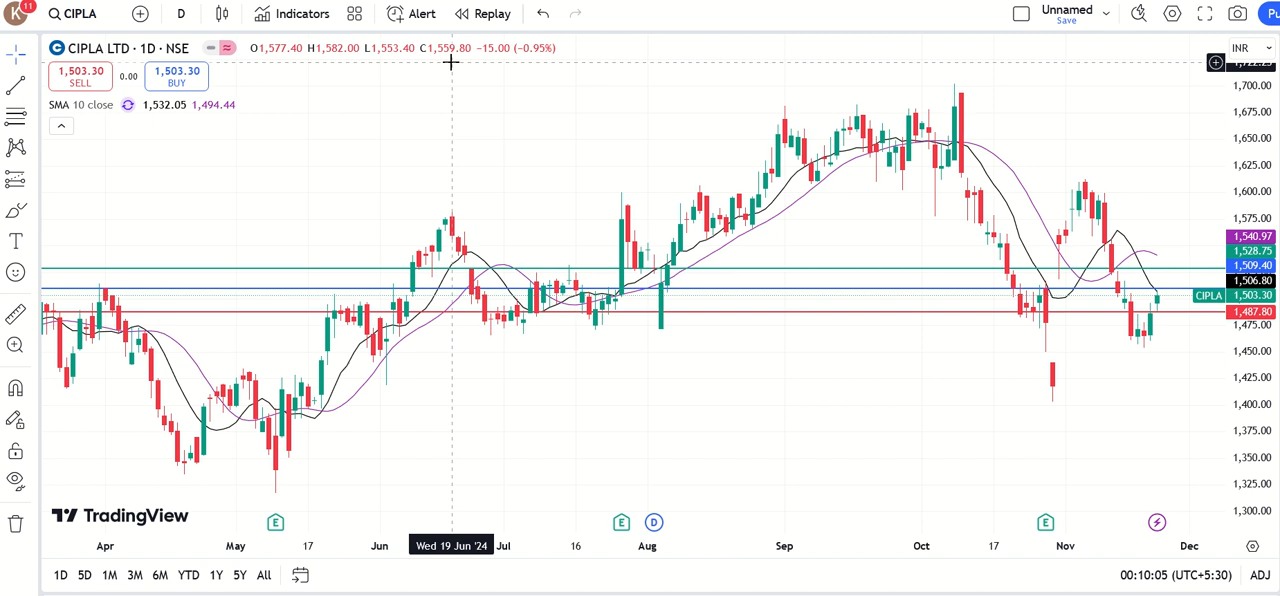 K 11 CIPLA D Indicators Alert Replay Unnamed Save Pu
CIPLA LTD · 1D · NSE O1,577.40 H1,582.00 L1,553.40 C1,559.80 −15.00 (−0.95%) INR
1,503.30 SELL 0.00 1,503.30 BUY
SMA 10 close 1,532.05 1,494.44
1,722.25
1,700.00
1,675.00
1,650.00
1,625.00
1,600.00
1,575.00
1,540.97
1,528.75
1,509.40
1,506.80
CIPLA 1,503.30
1,487.80
1,475.00
1,450.00
1,425.00
1,400.00
1,375.00
1,350.00
1,325.00
1,300.00
TradingView
E E D E
Apr May 17 Jun Wed 19 Jun '24 Jul 16 Aug Sep Oct 17 Nov Dec
1D 5D 1M 3M 6M YTD 1Y 5Y All 00:10:05 (UTC+5:30) ADJ